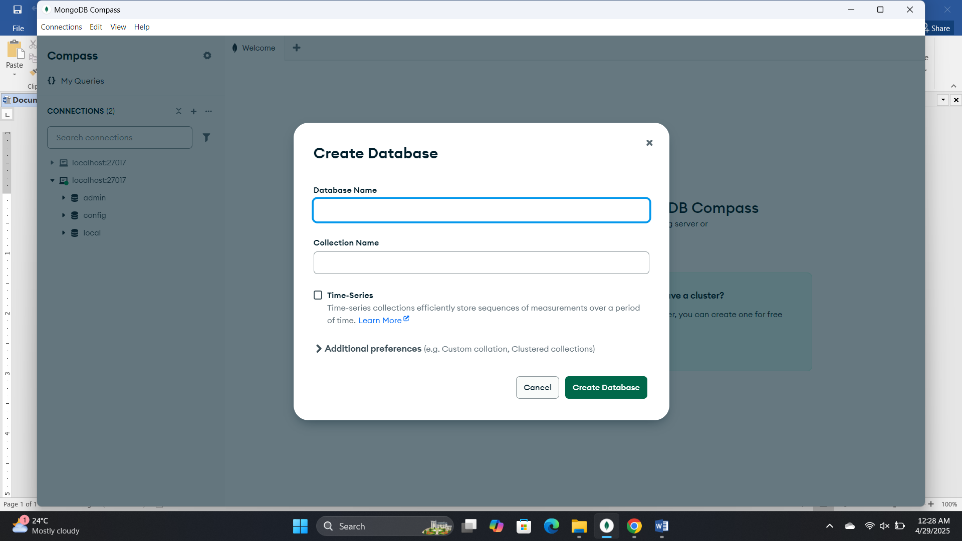 MongoDB Compass
Connections Edit View Help
File
Share
Paste
Clip
Docum
Compass
Welcome
{} My Queries
CONNECTIONS (2)
Search connections
localhost:27017
localhost:27017
admin
config
local
DB Compass
g server or
ave a cluster?
er, you can create one for free
Create Database
Database Name
Collection Name
Time-Series
Time-series collections efficiently store sequences of measurements over a period
of time. Learn More
Additional preferences (e.g. Custom collation, Clustered collections)
Cancel
Create Database
Page 1 of 1
100%
1
24°C
Mostly cloudy
Search
12:28 AM
4/29/2025